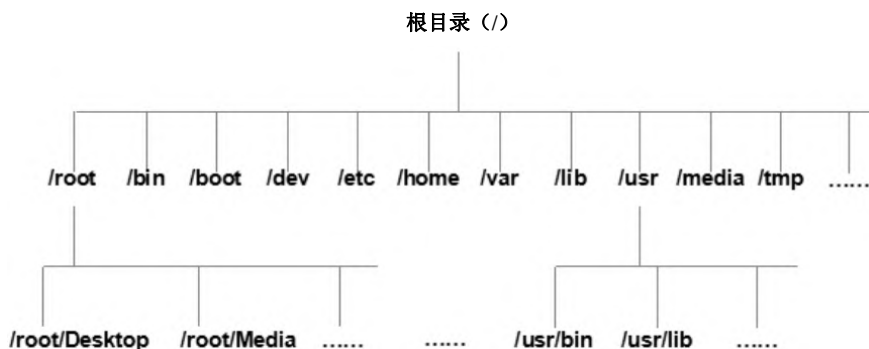 根目录（/）
/root /bin /boot /dev /etc /home /var /lib /usr /media /tmp ......
/root/Desktop /root/Media ...... ...... /usr/bin /usr/lib ......